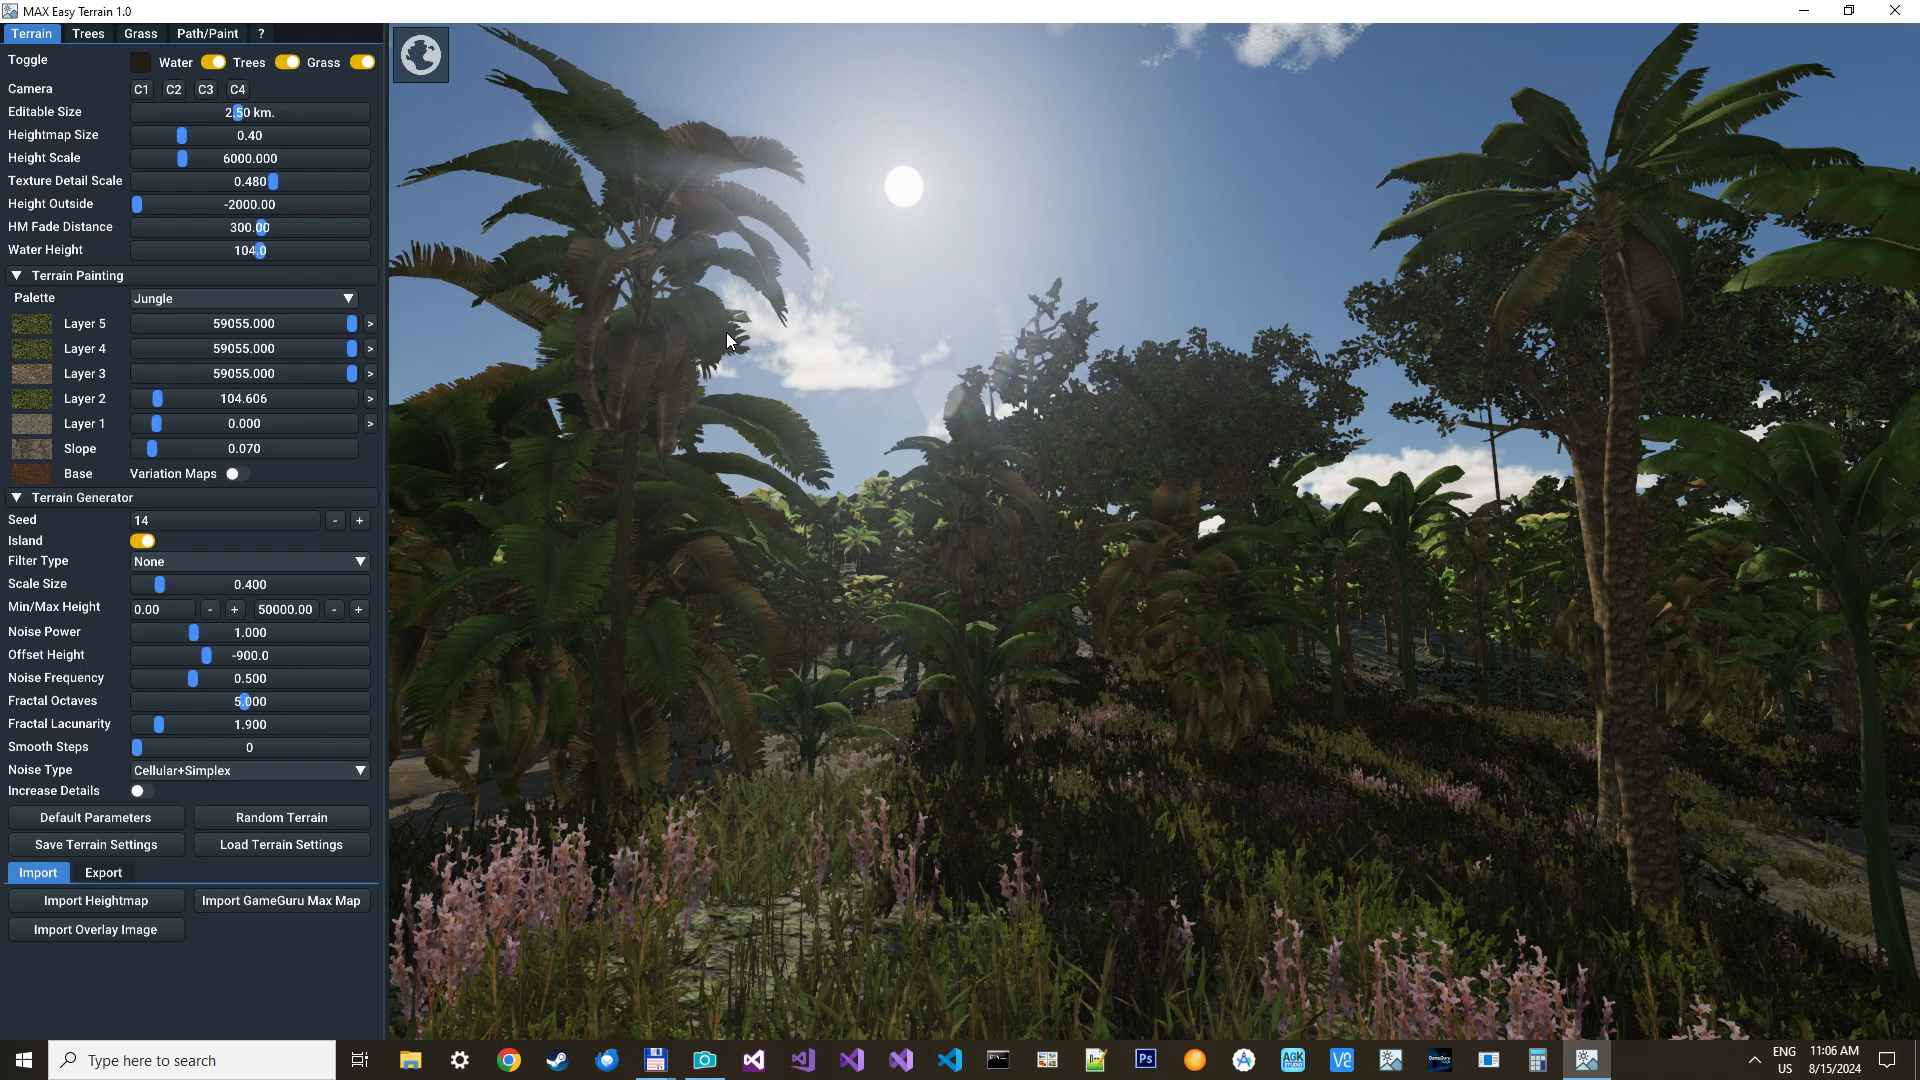 MAX Easy Terrain 1.0
Terrain Trees Grass Path/Paint ?
Toggle Water Trees Grass
Camera C1 C2 C3 C4
Editable Size 2.50 km.
Heightmap Size 0.40
Height Scale 6000.000
Texture Detail Scale 0.480
Height Outside -2000.00
HM Fade Distance 300.00
Water Height 104.0
Terrain Painting
Palette Jungle
Layer 5 59055.000 >
Layer 4 59055.000 >
Layer 3 59055.000 >
Layer 2 104.606 >
Layer 1 0.000 >
Slope 0.070
Base Variation Maps
Terrain Generator
Seed 14 - +
Island
Filter Type None
Scale Size 0.400
Min/Max Height 0.00 - + 50000.00 - +
Noise Power 1.000
Offset Height -900.0
Noise Frequency 0.500
Fractal Octaves 5.000
Fractal Lacunarity 1.900
Smooth Steps 0
Noise Type Cellular+Simplex
Increase Details
Default Parameters Random Terrain
Save Terrain Settings Load Terrain Settings
Import Export
Import Heightmap Import GameGuru Max Map
Import Overlay Image
Type here to search
Ps
AGK
ENG 11:06 AM
US 8/15/2024